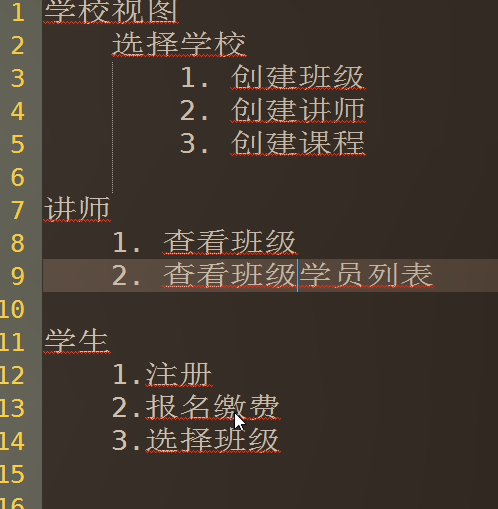 1 学校视图
2 选择学校
3 1. 创建班级
4 2. 创建讲师
5 3. 创建课程
6
7 讲师
8 1. 查看班级
9 2. 查看班级学员列表
10
11 学生
12 1.注册
13 2.报名缴费
14 3.选择班级
15
16